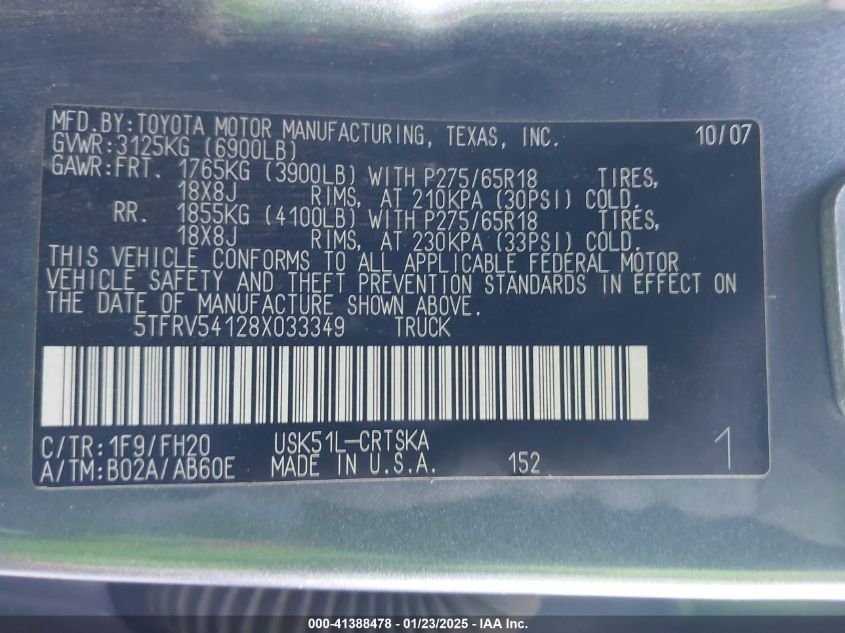 MFD.BY:TOYOTA MOTOR MANUFACTURING, TEXAS, INC. 10/07
GVWR:3125KG (6900LB)
GAWR:FRT. 1765KG (3900LB) WITH P275/65R18 TIRES,
18X8J RIMS, AT 210KPA (30PSI) COLD.
RR. 1855KG (4100LB) WITH P275/65R18 TIRES,
18X8J RIMS, AT 230KPA (33PSI) COLD.
THIS VEHICLE CONFORMS TO ALL APPLICABLE FEDERAL MOTOR
VEHICLE SAFETY AND THEFT PREVENTION STANDARDS IN EFFECT ON
THE DATE OF MANUFACTURE SHOWN ABOVE.
5TFRV54128X033349 TRUCK
C/TR:1F9/FH20 USK51L-CRTSKA
A/TM:B02A/AB60E MADE IN U.S.A. 152 1
000-41388478 - 01/23/2025 - IAA Inc.